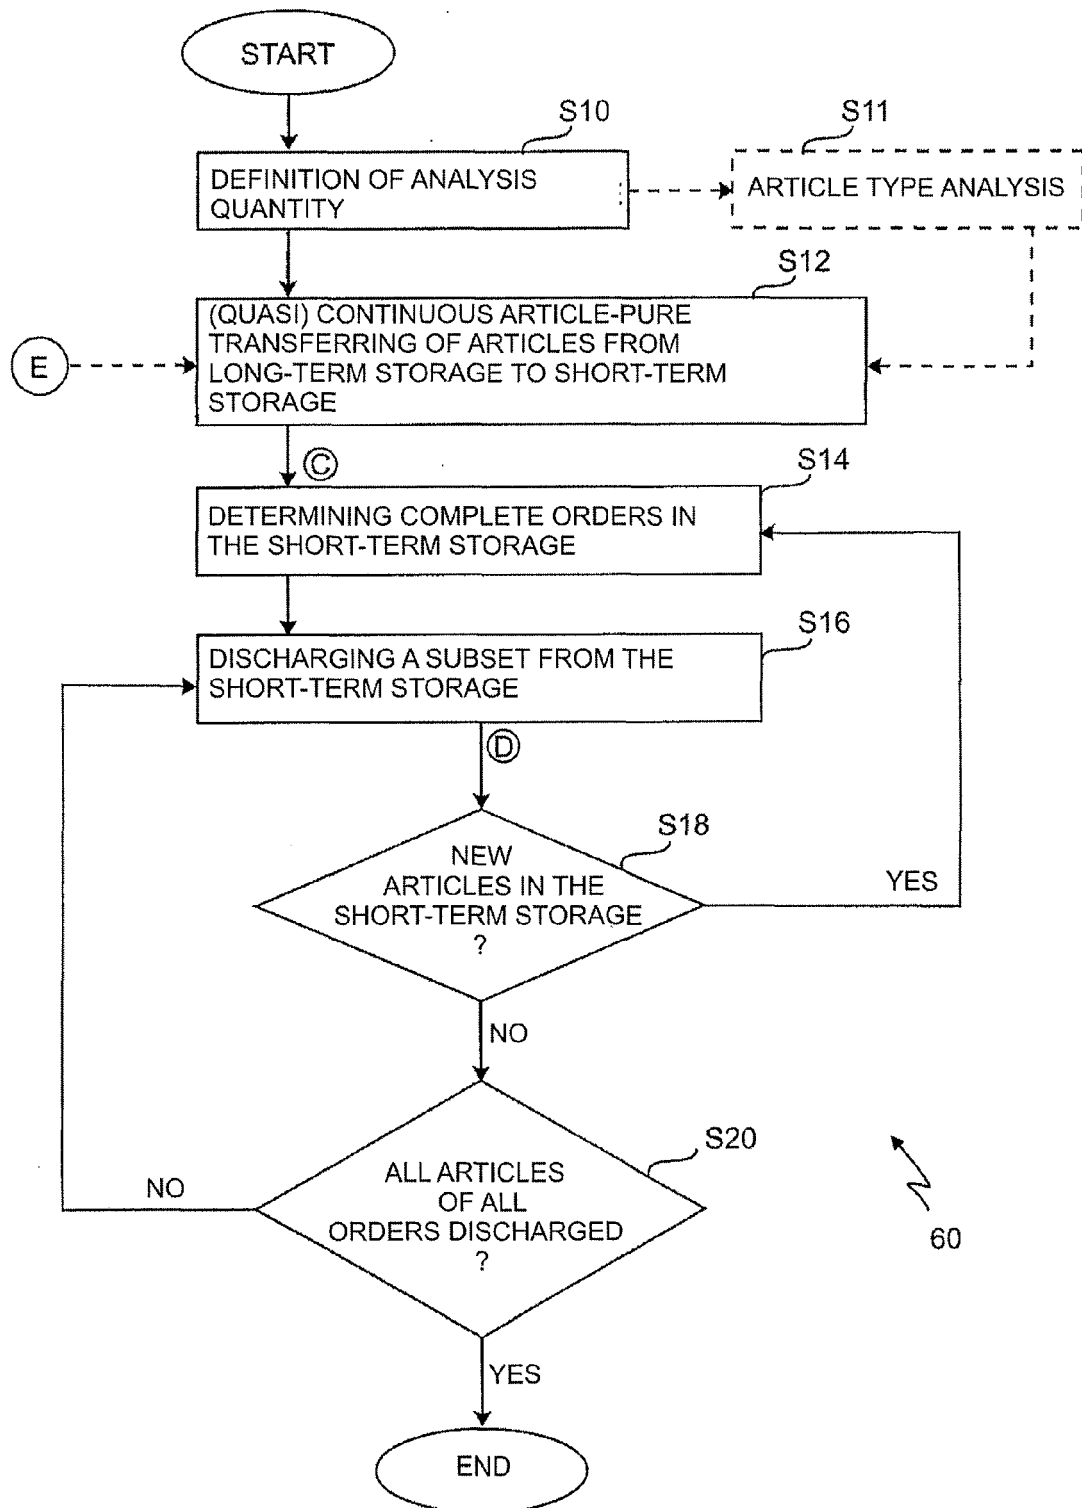 START
S10
S11
DEFINITION OF ANALYSIS
QUANTITY
ARTICLE TYPE ANALYSIS
S12
(QUASI) CONTINUOUS ARTICLE-PURE
TRANSFERRING OF ARTICLES FROM
LONG-TERM STORAGE TO SHORT-TERM
STORAGE
E
C
S14
DETERMINING COMPLETE ORDERS IN
THE SHORT-TERM STORAGE
S16
DISCHARGING A SUBSET FROM THE
SHORT-TERM STORAGE
D
S18
NEW
ARTICLES IN THE
SHORT-TERM STORAGE
?
YES
NO
S20
ALL ARTICLES
OF ALL
ORDERS DISCHARGED
?
NO
60
YES
END